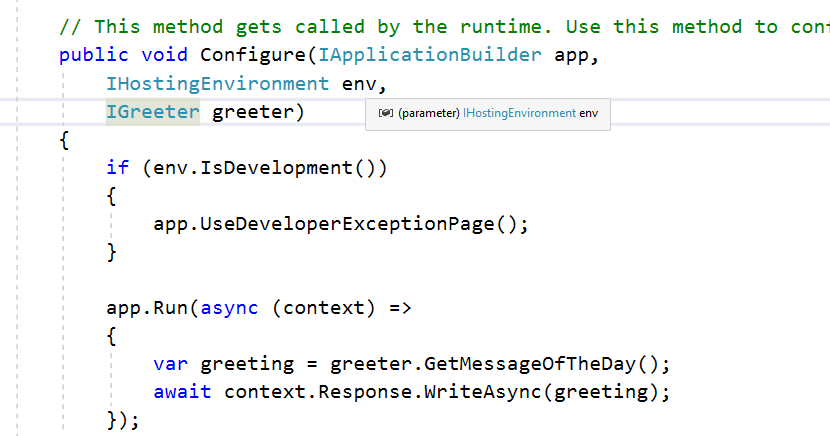 // This method gets called by the runtime. Use this method to con
public void Configure(IApplicationBuilder app,
IHostingEnvironment env,
IGreeter greeter)
(parameter) IHostingEnvironment env
{
if (env.IsDevelopment())
{
app.UseDeveloperExceptionPage();
}
app.Run(async (context) =>
{
var greeting = greeter.GetMessageOfTheDay();
await context.Response.WriteAsync(greeting);
});